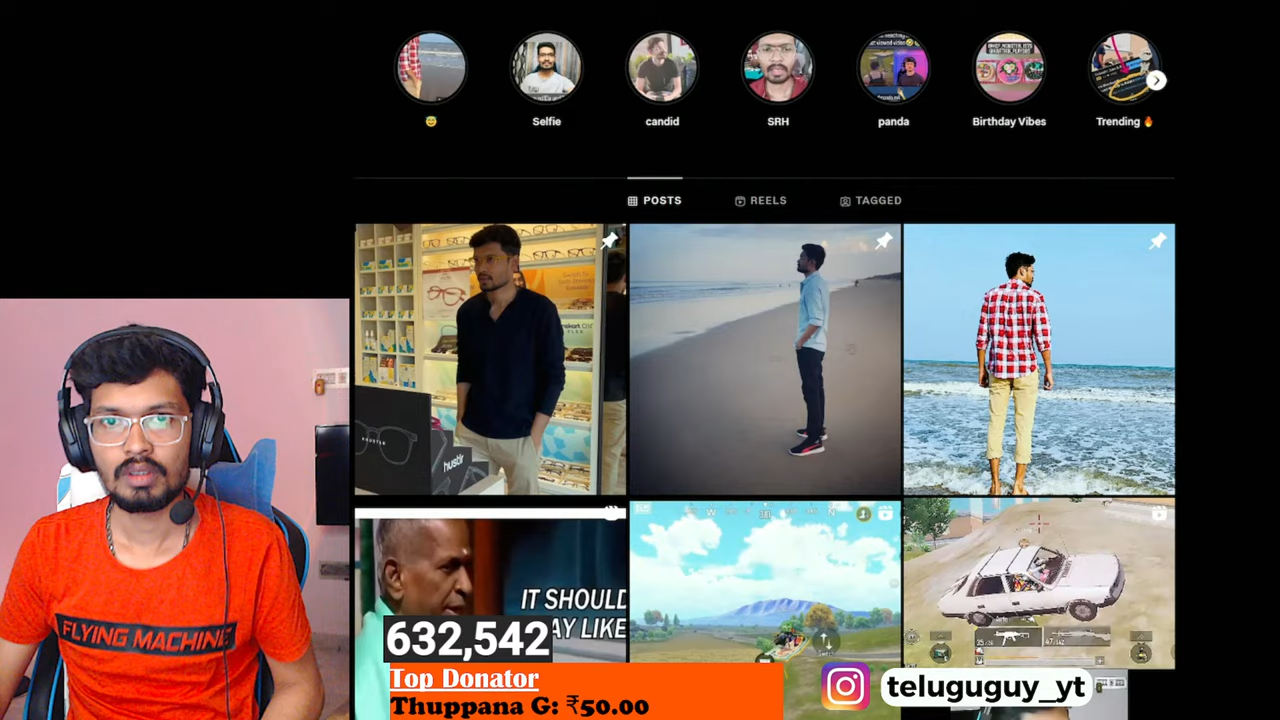 Selfie
candid
SRH
panda
Birthday Vibes
Trending 🔥
POSTS
REELS
TAGGED
hustlr
IT SHOULD
AY LIKE
W
N
FLYING MACHINE
632,542
Top Donator
Thuppana G: ₹50.00
teluguguy_yt